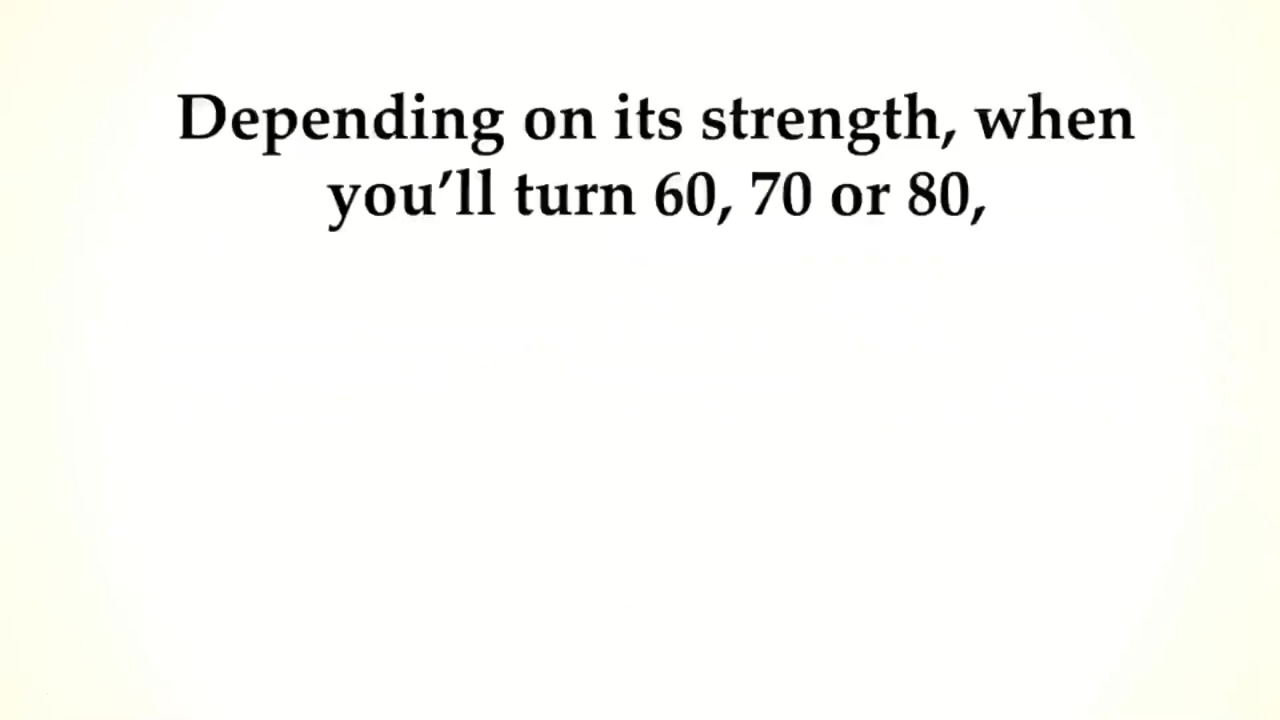 Depending on its strength, when
you’ll turn 60, 70 or 80,